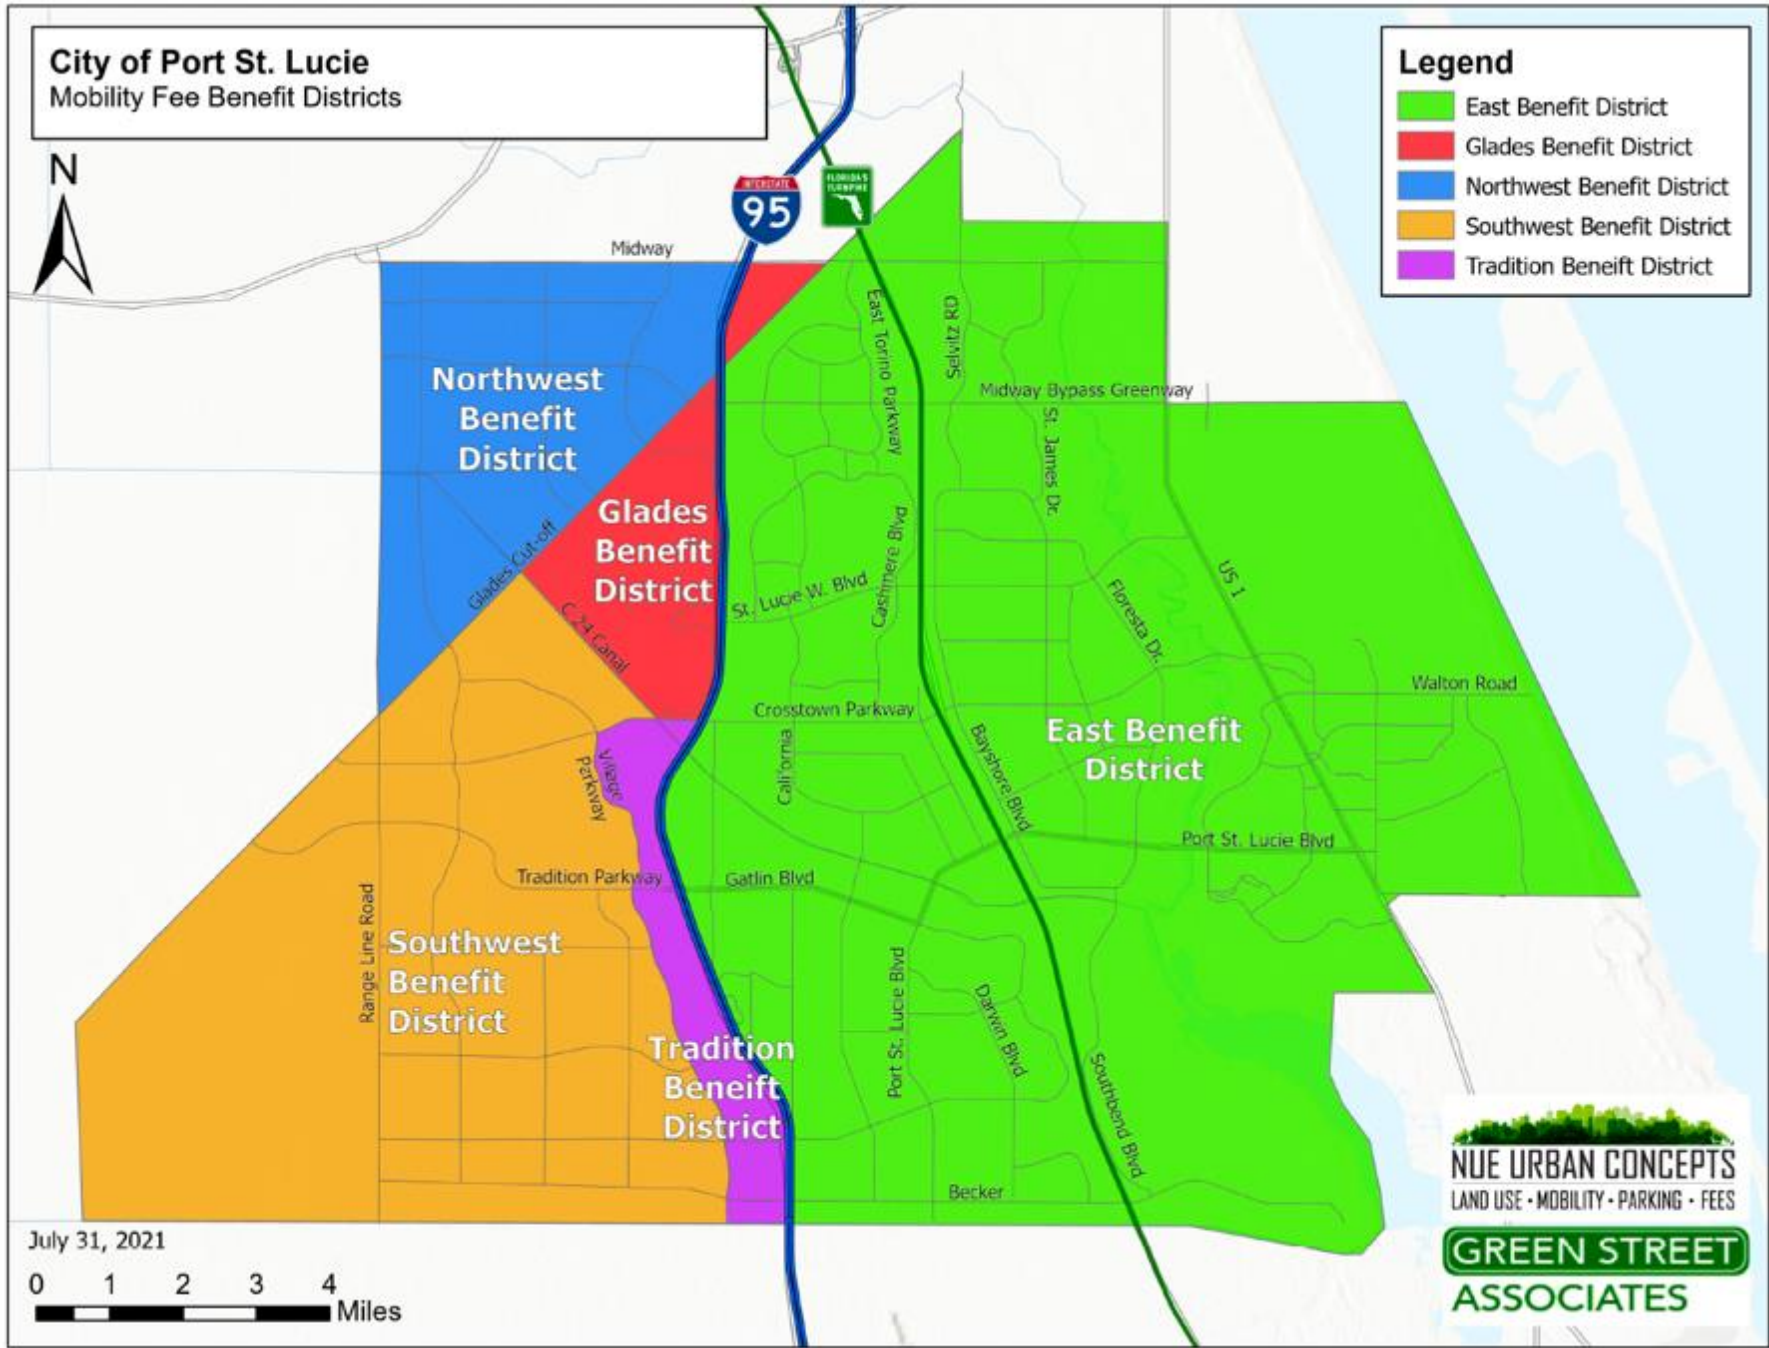 City of Port St. Lucie
Mobility Fee Benefit Districts
N
Legend
East Benefit District
Glades Benefit District
Northwest Benefit District
Southwest Benefit District
Tradition Beneift District
INTERSTATE
95
FLORIDA'S
TURNPIKE
Midway
East Torino Parkway
Selvitz RD
Northwest
Benefit
District
Midway Bypass Greenway
St. James Dr.
Glades
Benefit
District
Glades Cut-off
C 24 Canal
St. Lucie W. Blvd
Cashmere Blvd
Floresta Dr.
US 1
Walton Road
Crosstown Parkway
California
Bayshore Blvd
East Benefit
District
Village
Parkway
Port St. Lucie Blvd
Tradition Parkway
Gatlin Blvd
Range Line Road
Southwest
Benefit
District
Port St. Lucie Blvd
Darwin Blvd
Tradition
Beneift
District
Southbend Blvd
Becker
July 31, 2021
0 1 2 3 4
Miles
NUE URBAN CONCEPTS
LAND USE • MOBILITY • PARKING • FEES
GREEN STREET
ASSOCIATES